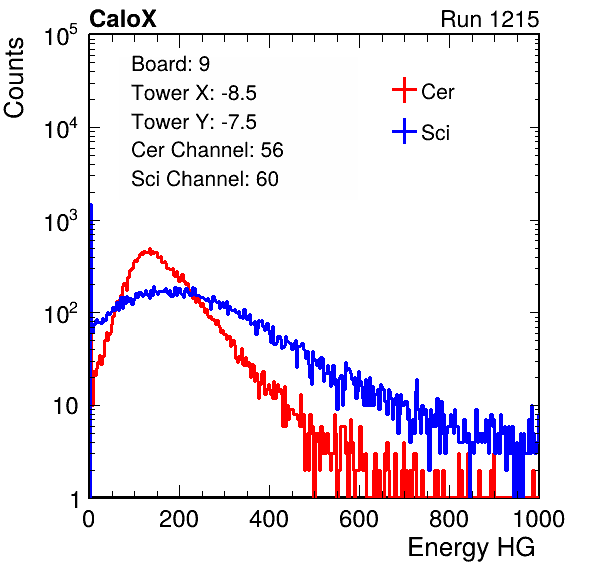 CaloX Run 1215
Counts
Board: 9
Tower X: -8.5
Tower Y: -7.5
Cer Channel: 56
Sci Channel: 60
Cer
Sci
10^5
10^4
10^3
10^2
10
1
0 200 400 600 800 1000
Energy HG